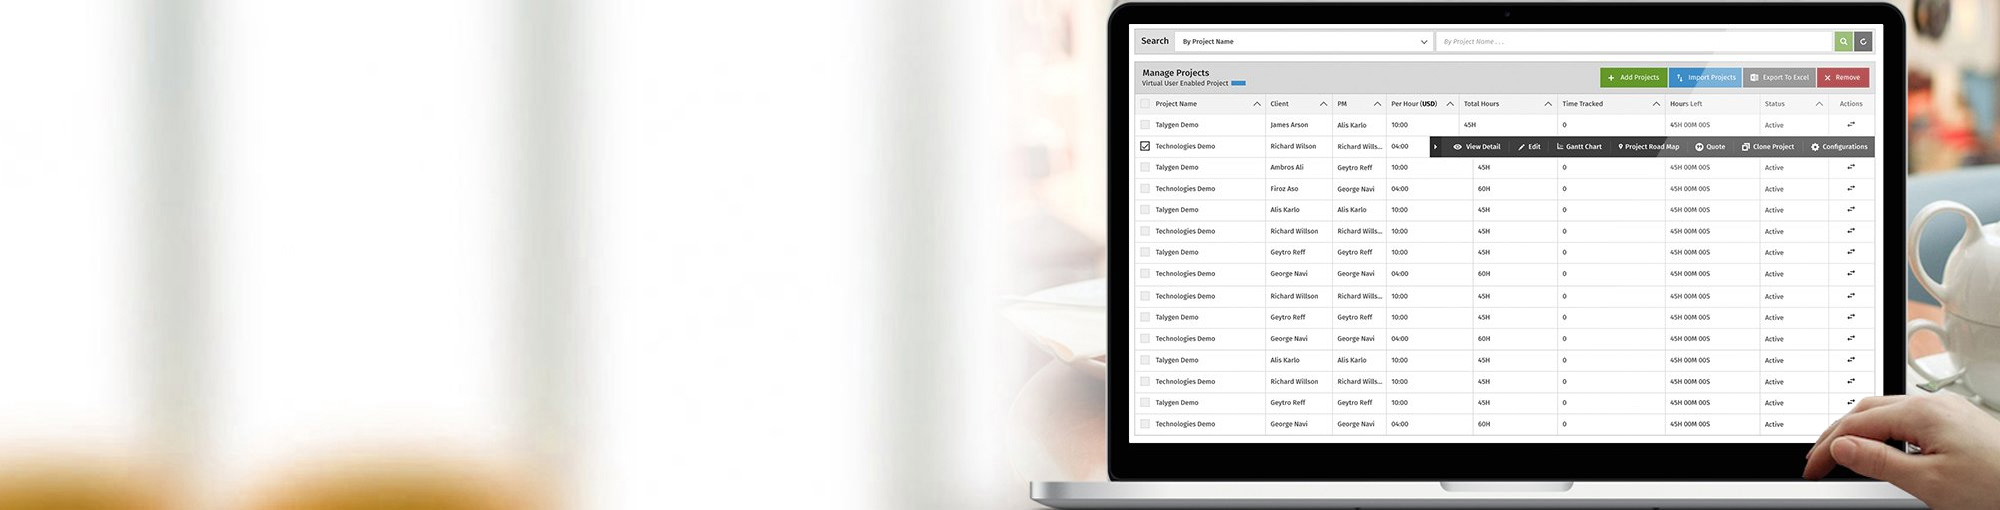 Search By Project Name By Project Name . . .
Manage Projects
Virtual User Enabled Project
Add Projects Import Projects Export To Excel Remove
Project Name Client PM Per Hour (USD) Total Hours Time Tracked Hours Left Status Actions
Talygen Demo James Arson Alis Karlo 10:00 45H 0 45H 00M 00S Active
Technologies Demo Richard Wilson Richard Wills... 04:00 View Detail Edit Gantt Chart Project Road Map Quote Clone Project Configurations
Talygen Demo Ambros Ali Geytro Reff 10:00 45H 0 45H 00M 00S Active
Technologies Demo Firoz Aso George Navi 04:00 60H 0 45H 00M 00S Active
Talygen Demo Alis Karlo Alis Karlo 10:00 45H 0 45H 00M 00S Active
Technologies Demo Richard Willson Richard Wills... 10:00 45H 0 45H 00M 00S Active
Talygen Demo Geytro Reff Geytro Reff 10:00 45H 0 45H 00M 00S Active
Technologies Demo George Navi George Navi 04:00 60H 0 45H 00M 00S Active
Technologies Demo Richard Willson Richard Wills... 10:00 45H 0 45H 00M 00S Active
Talygen Demo Geytro Reff Geytro Reff 10:00 45H 0 45H 00M 00S Active
Technologies Demo George Navi George Navi 04:00 60H 0 45H 00M 00S Active
Talygen Demo Alis Karlo Alis Karlo 10:00 45H 0 45H 00M 00S Active
Technologies Demo Richard Willson Richard Wills... 10:00 45H 0 45H 00M 00S Active
Talygen Demo Geytro Reff Geytro Reff 10:00 45H 0 45H 00M 00S Active
Technologies Demo George Navi George Navi 04:00 60H 0 45H 00M 00S Active